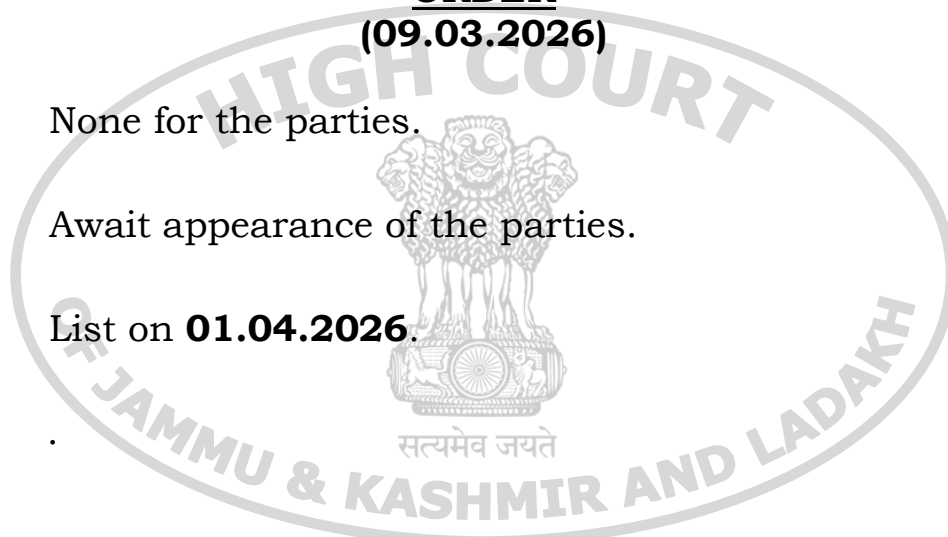 ORDER
(09.03.2026)
HIGH COURT
None for the parties.
Await appearance of the parties.
List on 01.04.2026.
.
सत्यमेव जयते
OF JAMMU & KASHMIR AND LADAKH